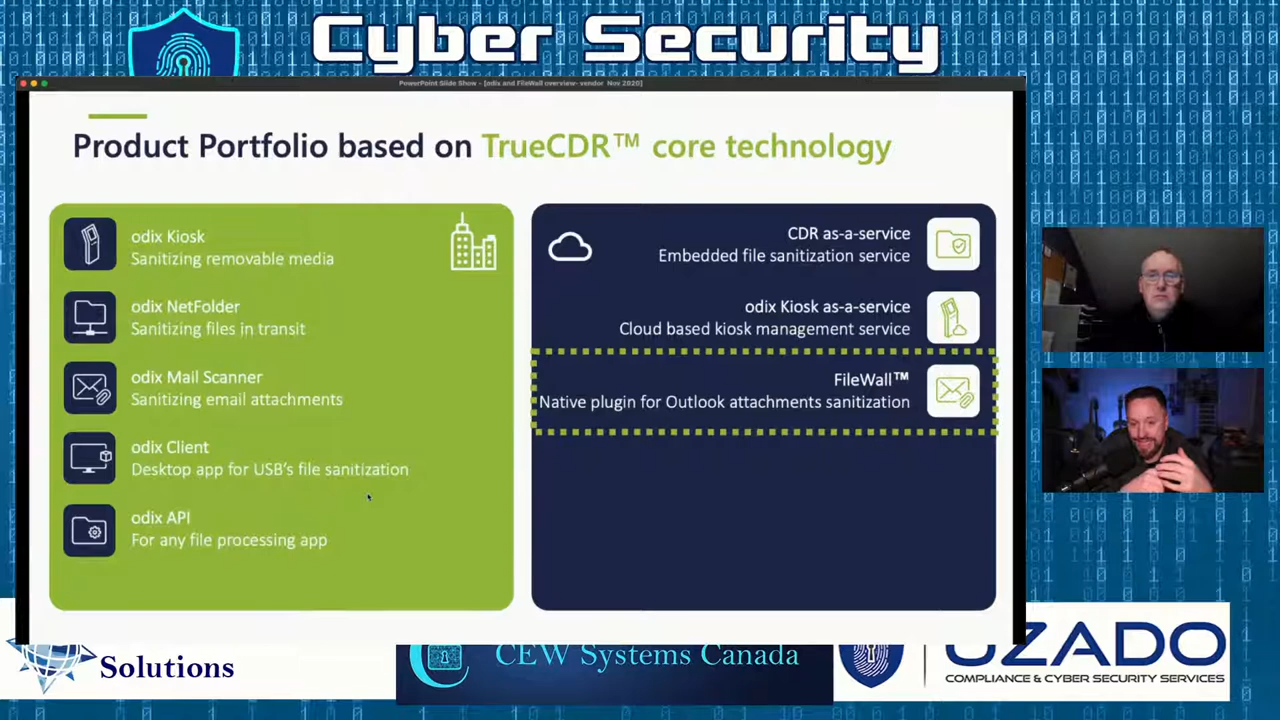 Cyber Security
PowerPoint Slide Show - [odix and FileWall overview- vendor Nov 2020]
Product Portfolio based on TrueCDR™ core technology
odix Kiosk
Sanitizing removable media
odix NetFolder
Sanitizing files in transit
odix Mail Scanner
Sanitizing email attachments
odix Client
Desktop app for USB's file sanitization
odix API
For any file processing app
CDR as-a-service
Embedded file sanitization service
odix Kiosk as-a-service
Cloud based kiosk management service
FileWall™
Native plugin for Outlook attachments sanitization
Solutions
CEW Systems Canada
UZADO
COMPLIANCE & CYBER SECURITY SERVICES